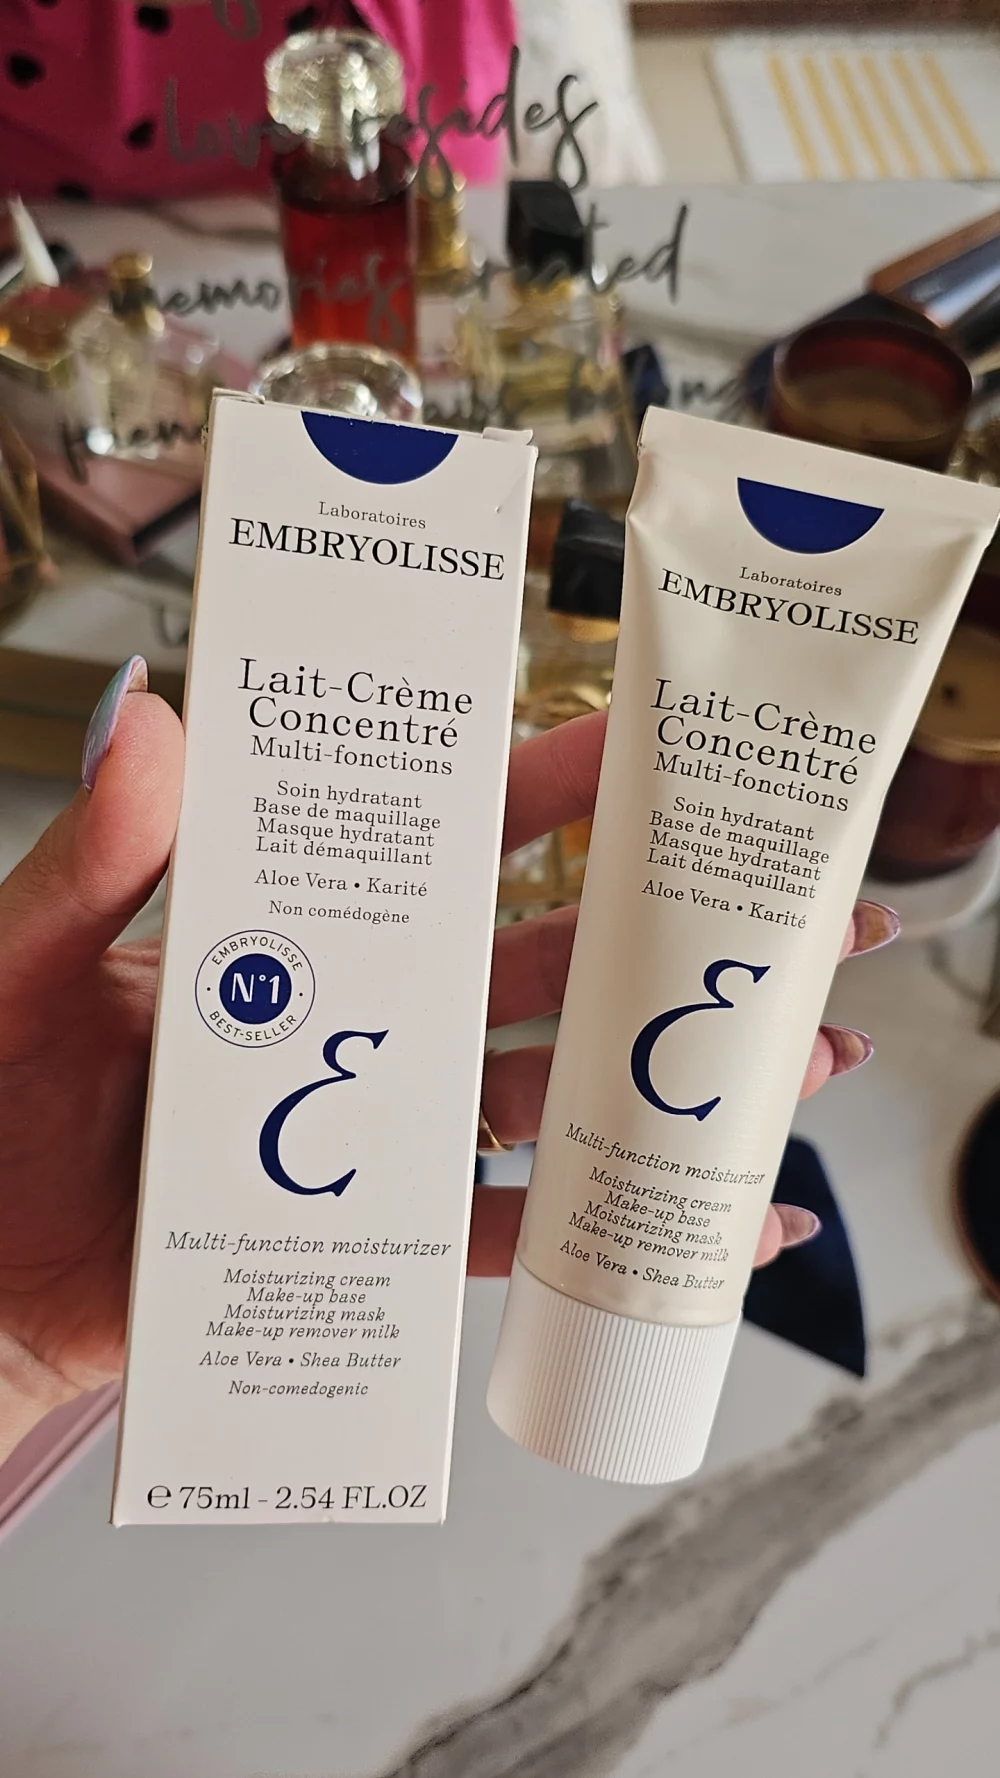 love resides
memories created
Laboratoires
EMBRYOLISSE
Lait-Crème
Concentré
Multi-fonctions
Soin hydratant
Base de maquillage
Masque hydratant
Lait démaquillant
Aloe Vera • Karité
Non comédogène
EMBRYOLISSE
N°1
BEST-SELLER
ε
Multi-function moisturizer
Moisturizing cream
Make-up base
Moisturizing mask
Make-up remover milk
Aloe Vera • Shea Butter
Non-comedogenic
℮ 75ml - 2.54 FL.OZ
Laboratoires
EMBRYOLISSE
Lait-Crème
Concentré
Multi-fonctions
Soin hydratant
Base de maquillage
Masque hydratant
Lait démaquillant
Aloe Vera • Karité
ε
Multi-function moisturizer
Moisturizing cream
Make-up base
Moisturizing mask
Make-up remover milk
Aloe Vera • Shea Butter